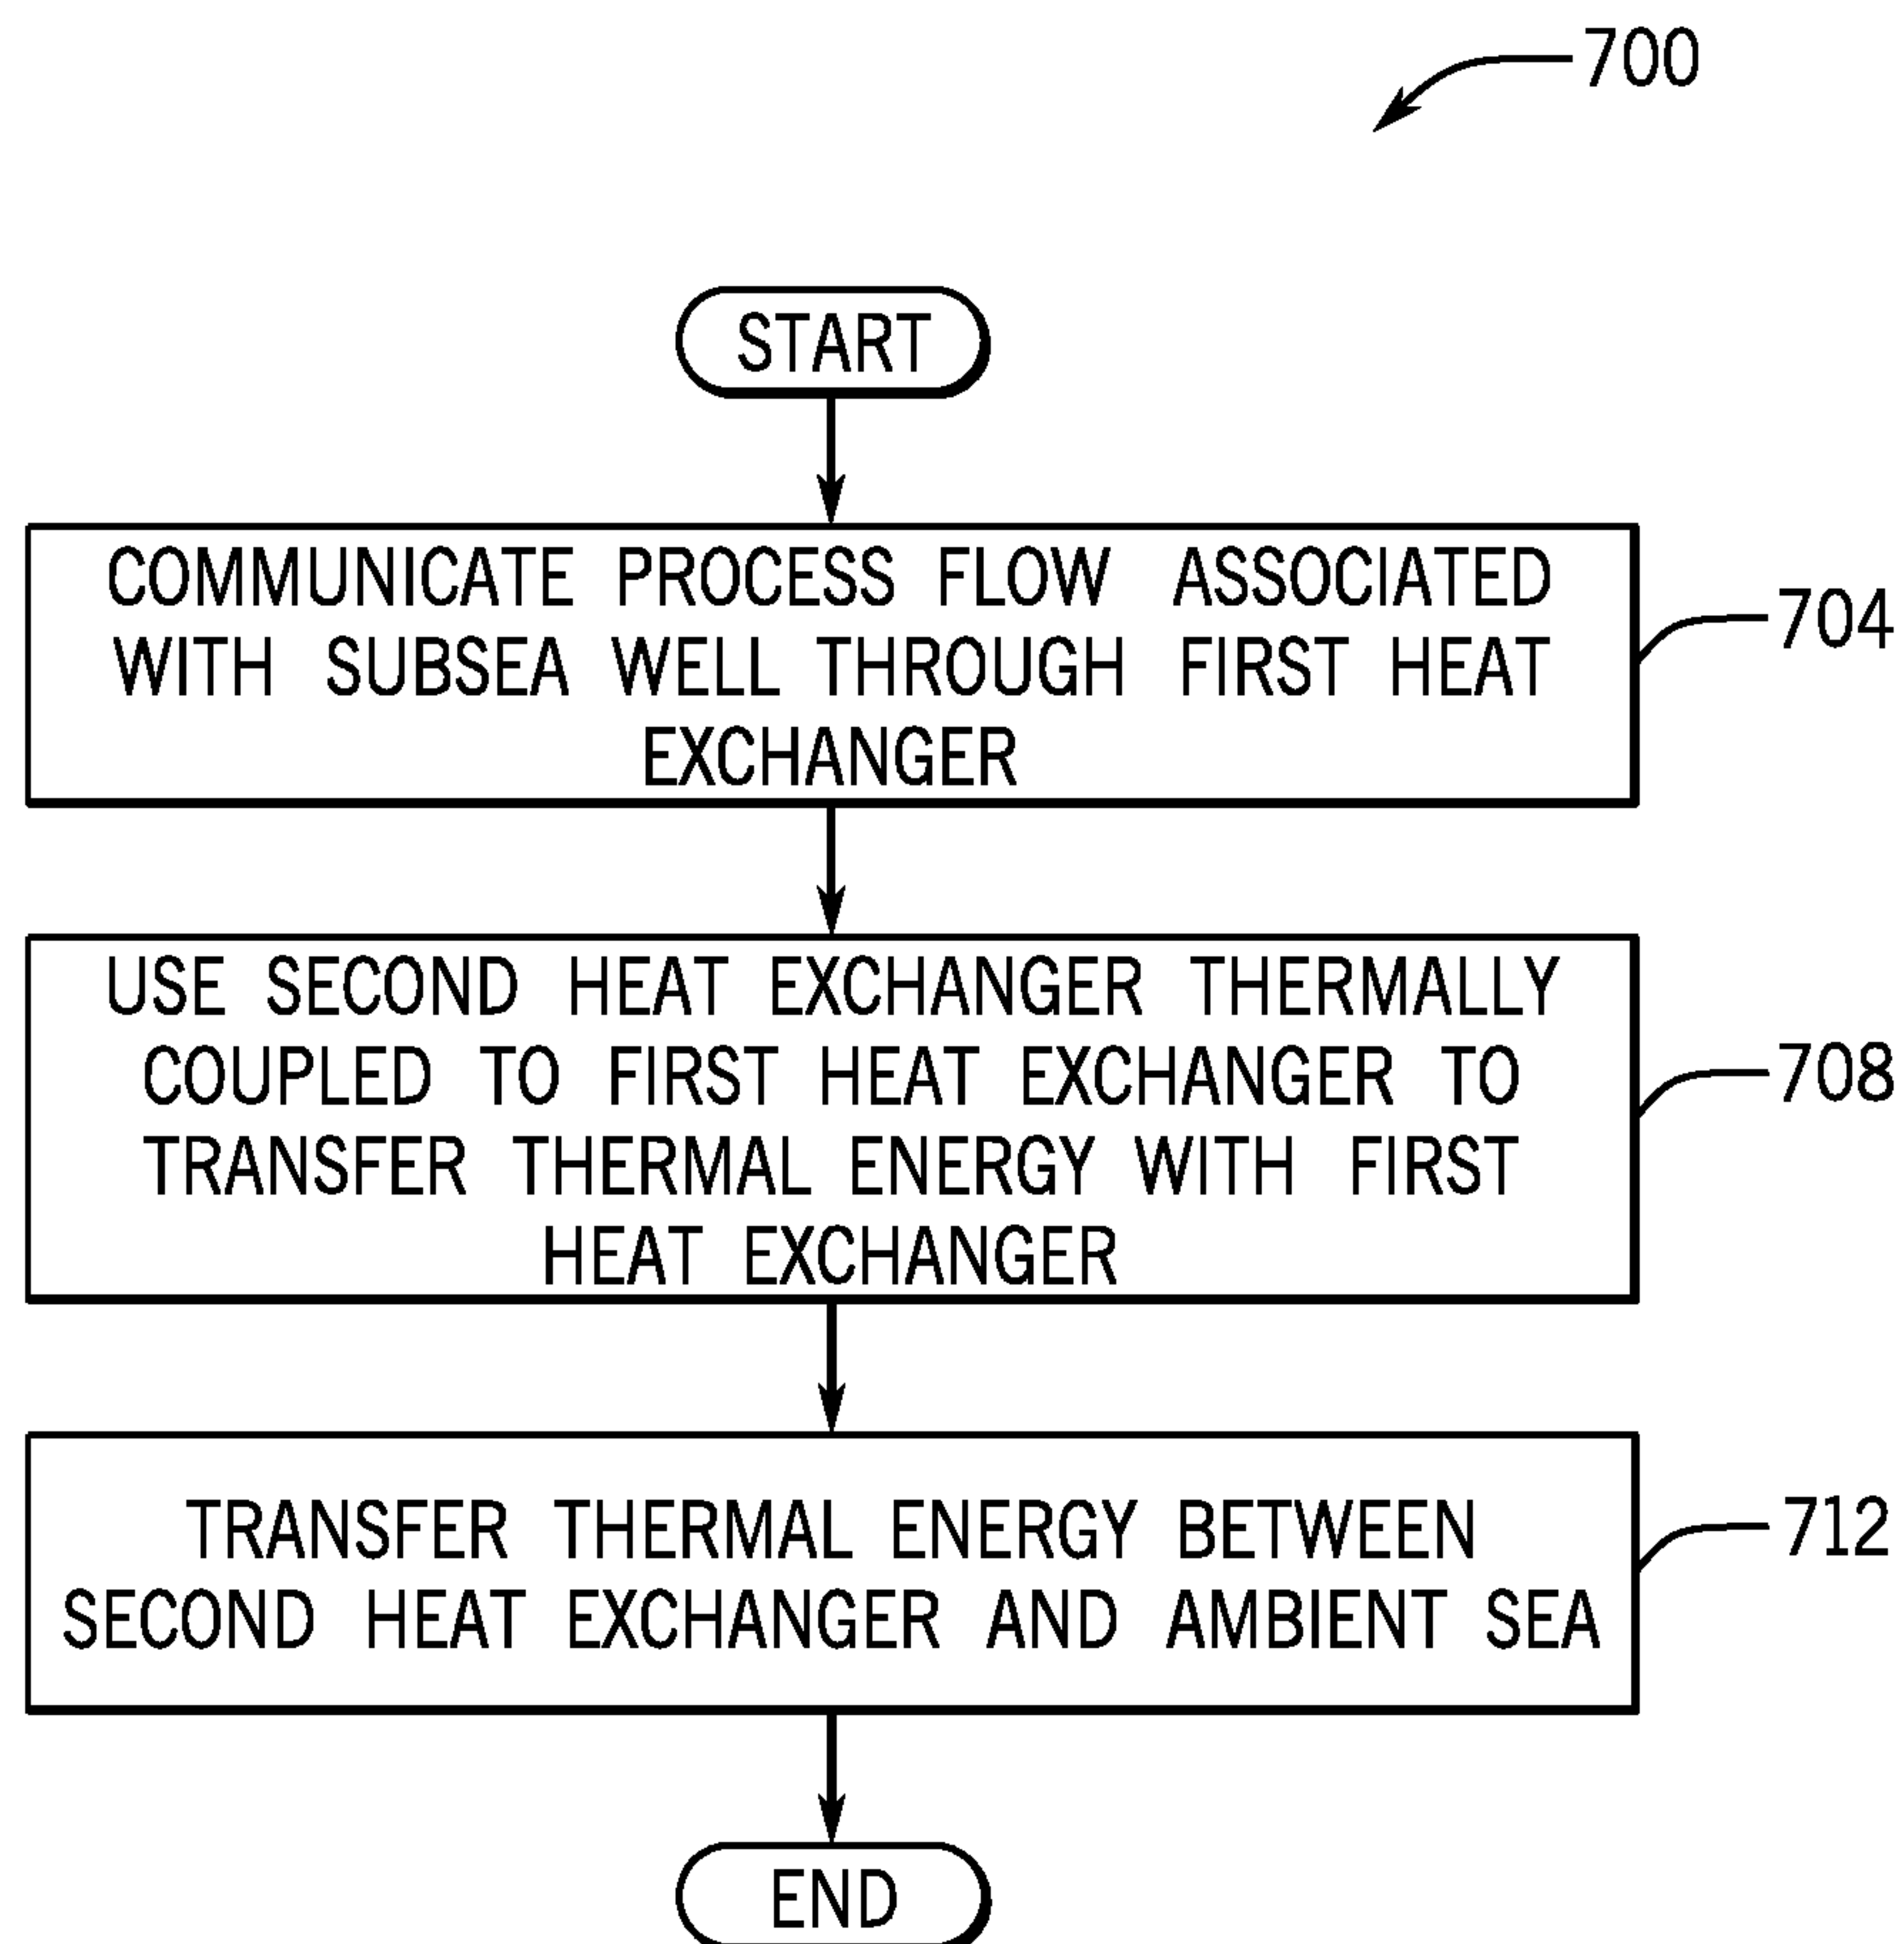 700
START
COMMUNICATE PROCESS FLOW ASSOCIATED
WITH SUBSEA WELL THROUGH FIRST HEAT
EXCHANGER
704
USE SECOND HEAT EXCHANGER THERMALLY
COUPLED TO FIRST HEAT EXCHANGER TO
TRANSFER THERMAL ENERGY WITH FIRST
HEAT EXCHANGER
708
TRANSFER THERMAL ENERGY BETWEEN
SECOND HEAT EXCHANGER AND AMBIENT SEA
712
END